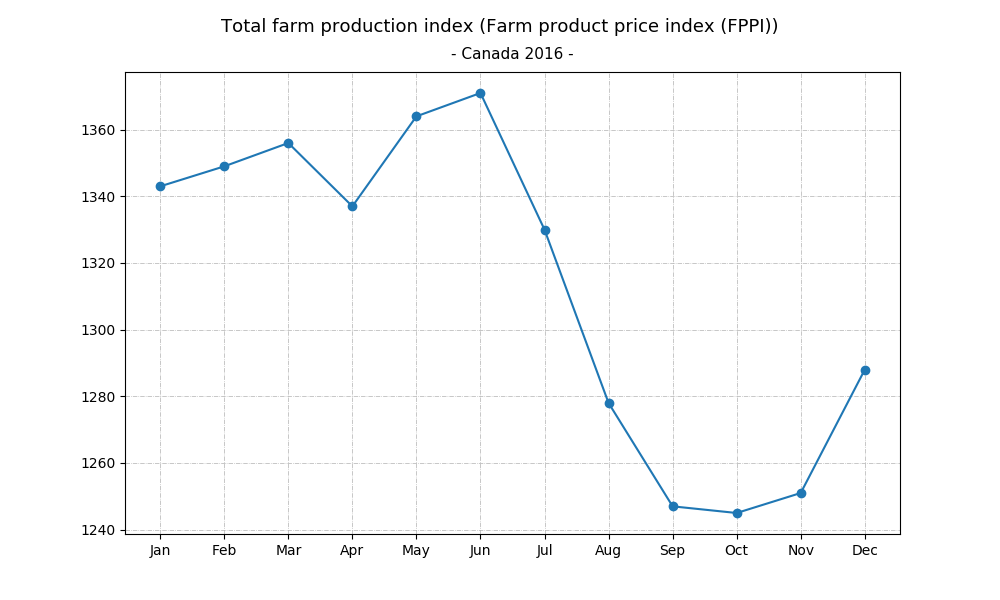 Total farm production index (Farm product price index (FPPI))
- Canada 2016 -
1360
1340
1320
1300
1280
1260
1240
Jan Feb Mar Apr May Jun Jul Aug Sep Oct Nov Dec